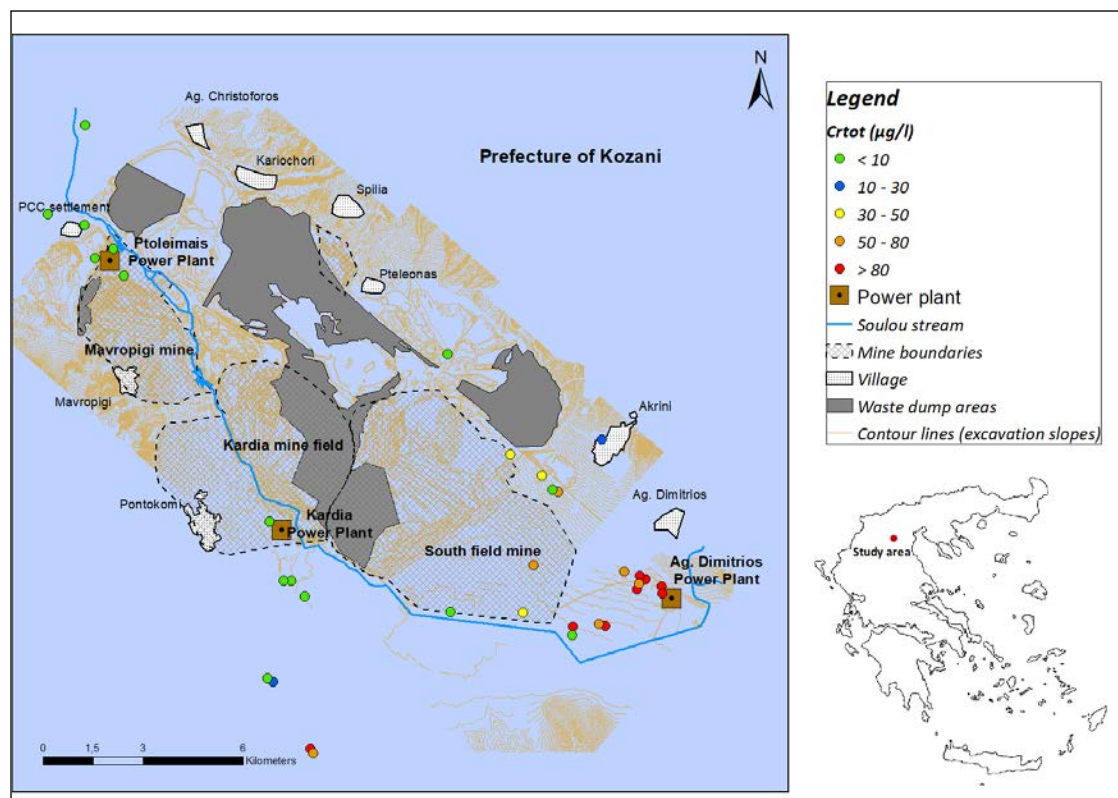 N
Ag. Christoforos
Kariochori
Prefecture of Kozani
Spilia
PCC settlement
Ptoleimais
Power Plant
Pteleonas
Mavropigi mine
Mavropigi
Akrini
Kardia mine field
Pontokomi
Ag. Dimitrios
Kardia
Power Plant
South field mine
Ag. Dimitrios
Power Plant
0 1,5 3 6
Kilometers
Legend
Crtot (µg/l)
< 10
10 - 30
30 - 50
50 - 80
> 80
Power plant
Soulou stream
Mine boundaries
Village
Waste dump areas
Contour lines (excavation slopes)
Study area